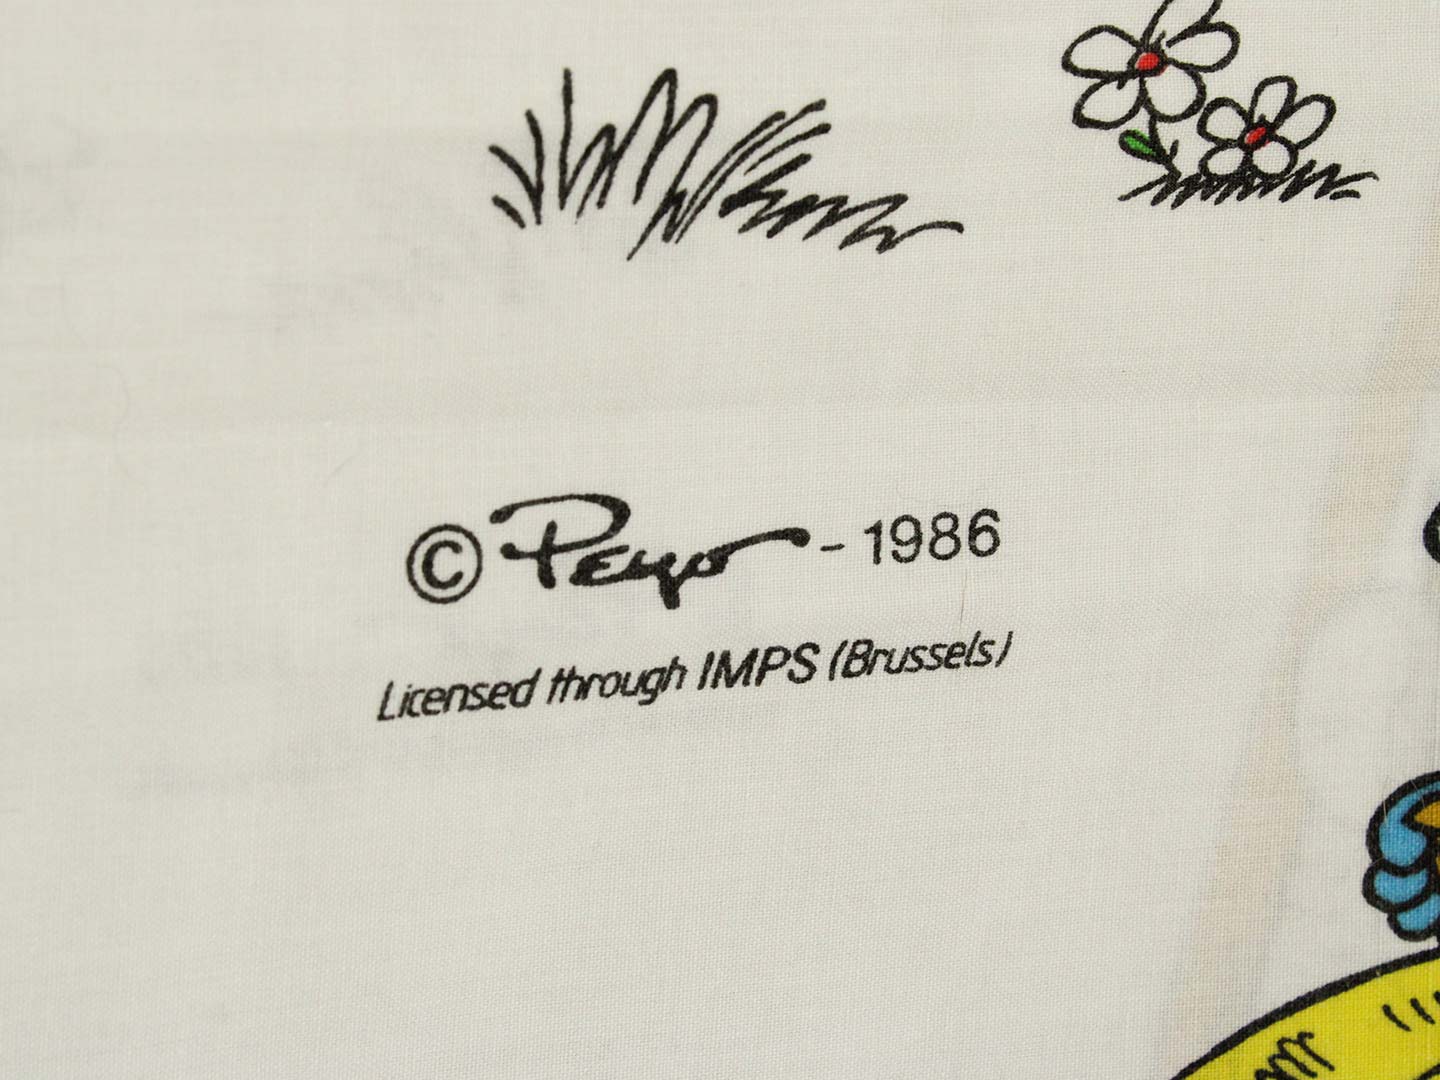 © Peyo - 1986
Licensed through IMPS (Brussels)